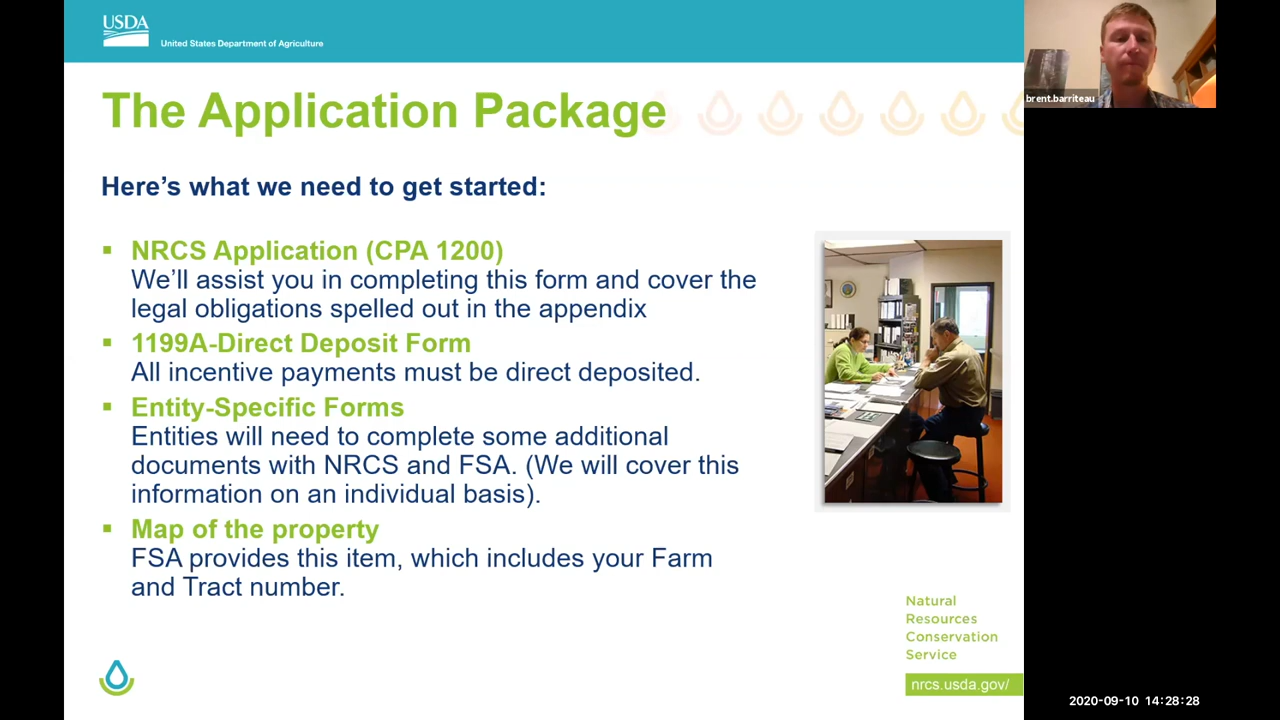 USDA
United States Department of Agriculture
brent.barriteau
The Application Package
Here's what we need to get started:
▪ NRCS Application (CPA 1200)
We'll assist you in completing this form and cover the
legal obligations spelled out in the appendix
▪ 1199A-Direct Deposit Form
All incentive payments must be direct deposited.
▪ Entity-Specific Forms
Entities will need to complete some additional
documents with NRCS and FSA. (We will cover this
information on an individual basis).
▪ Map of the property
FSA provides this item, which includes your Farm
and Tract number.
Natural
Resources
Conservation
Service
nrcs.usda.gov/
2020-09-10 14:28:28